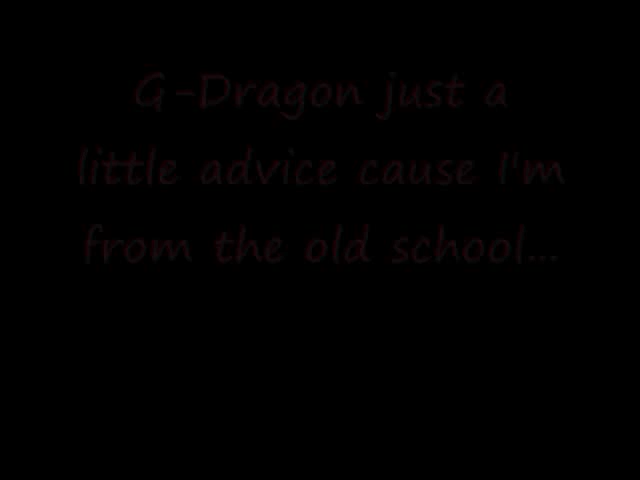 G-Dragon just a
little advice cause I'm
from the old school...